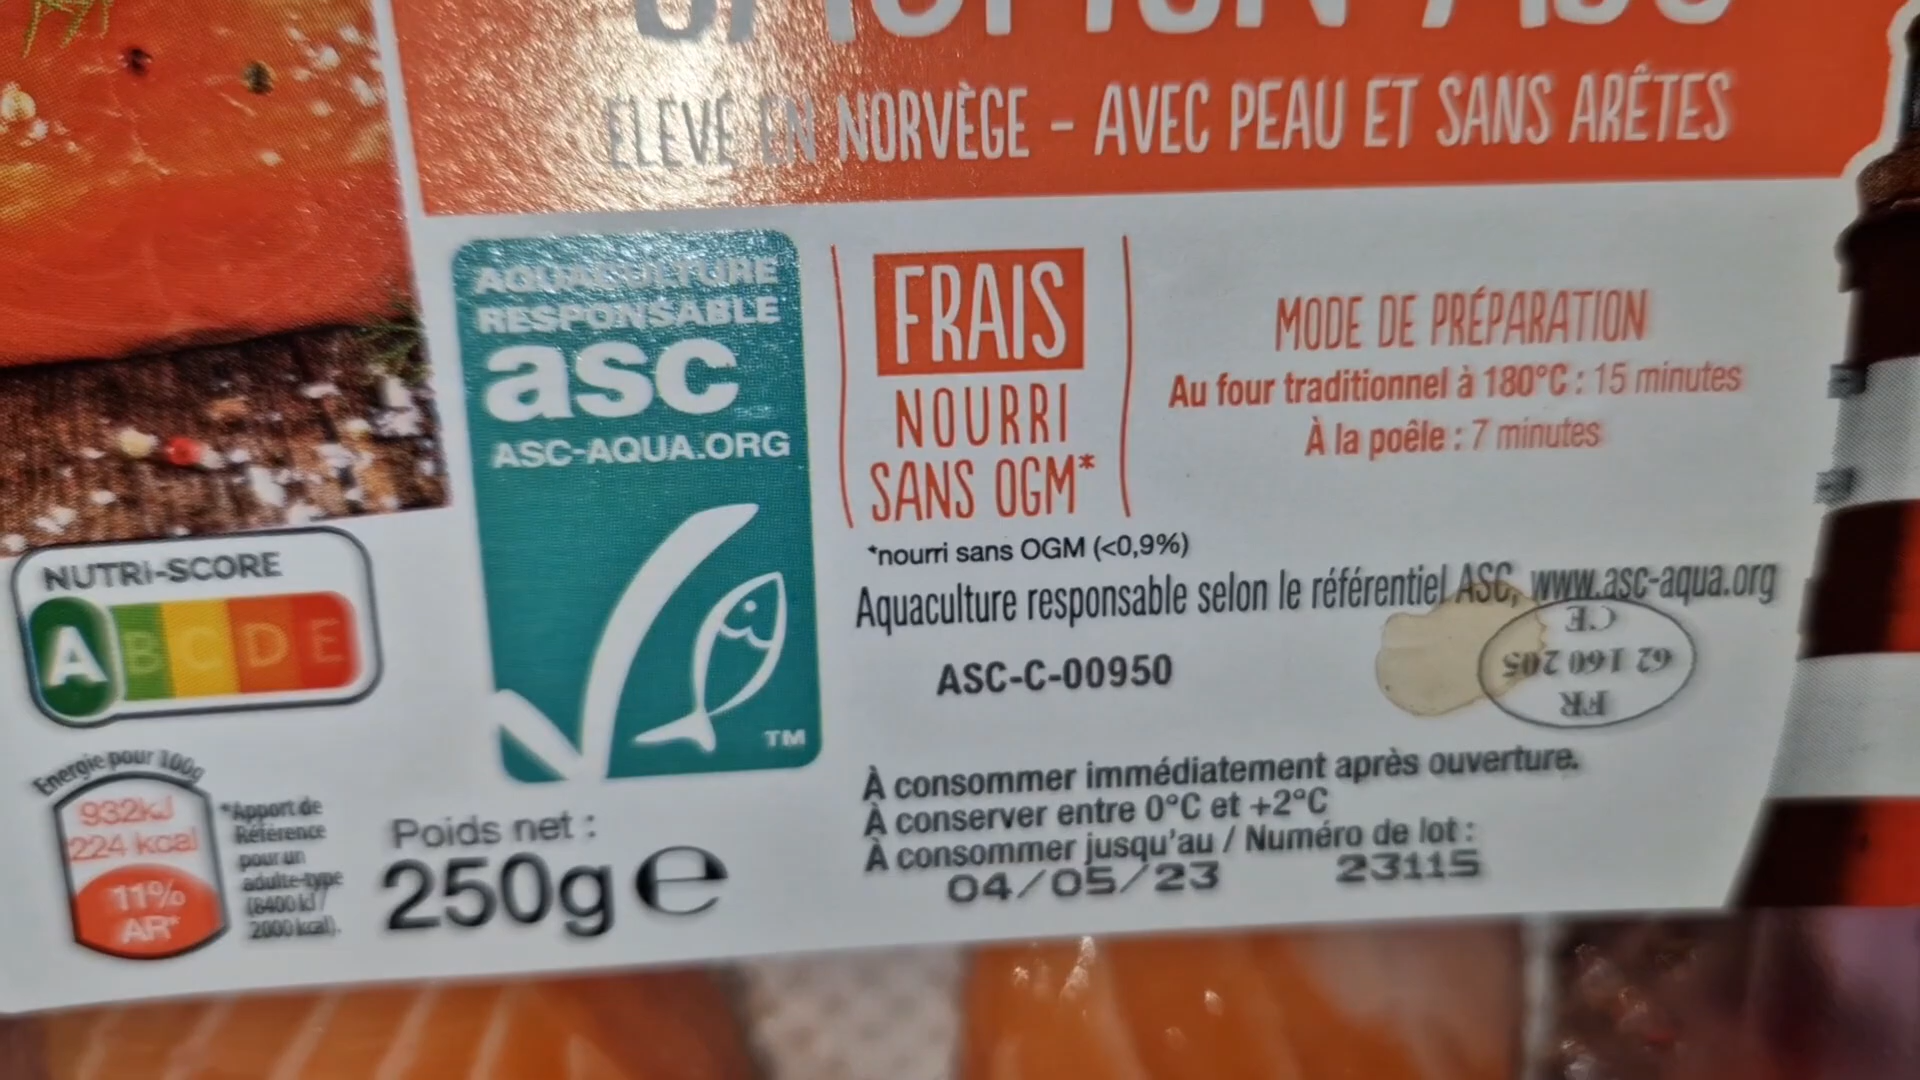 ÉLEVÉ EN NORVÈGE - AVEC PEAU ET SANS ARÊTES
AQUACULTURE
RESPONSABLE
asc
ASC-AQUA.ORG
TM
FRAIS
NOURRI
SANS OGM*
MODE DE PRÉPARATION
Au four traditionnel à 180°C : 15 minutes
À la poêle : 7 minutes
*nourri sans OGM (<0,9%)
Aquaculture responsable selon le référentiel ASC, www.asc-aqua.org
ASC-C-00950
FR
62 160 205
CE
NUTRI-SCORE
A B C D E
Energie pour 100g
932kJ
224 kcal
11%
AR*
*Apport de
Référence
pour un
adulte-type
(8400 kJ/
2000 kcal).
Poids net :
250g e
À consommer immédiatement après ouverture.
À conserver entre 0°C et +2°C
À consommer jusqu'au / Numéro de lot :
04/05/23 23115